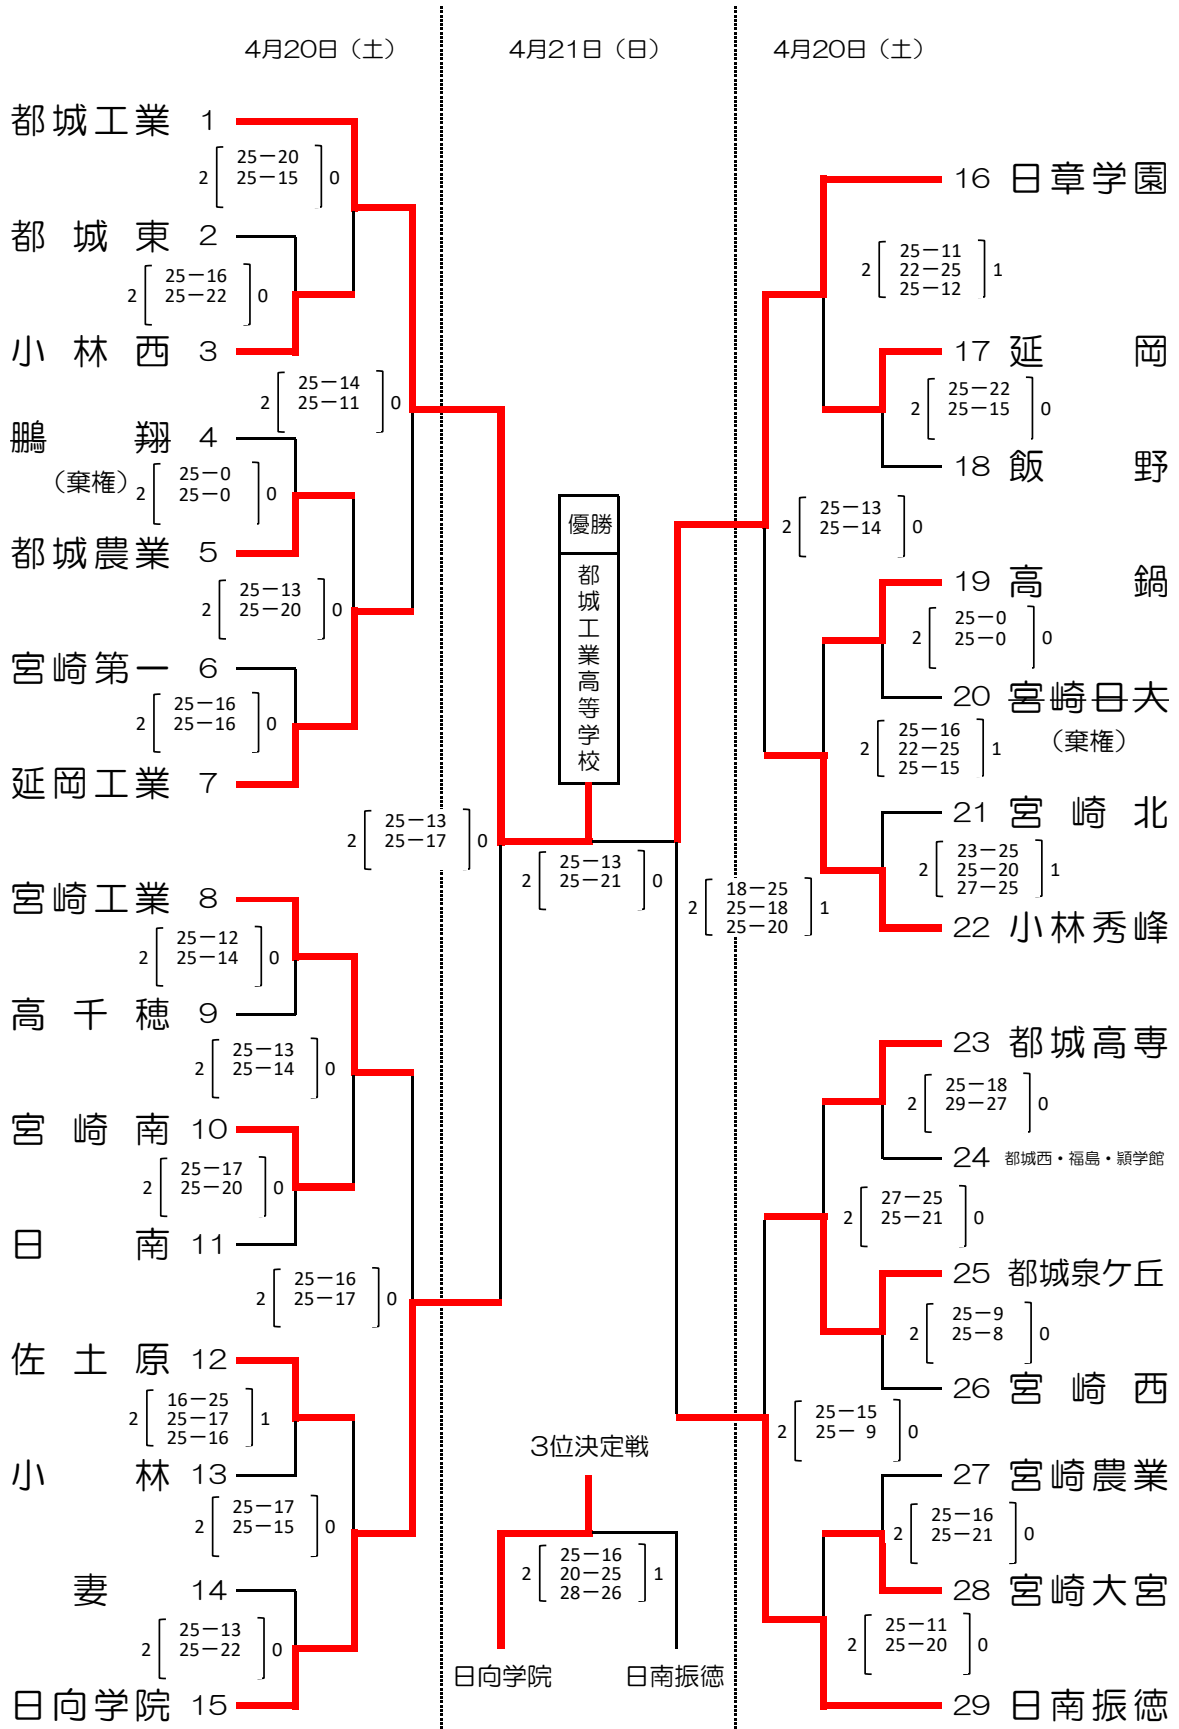 4月20日（土）
4月21日（日）
4月20日（土）
都城工業 1
2 25－20 0
25－15
都城東 2
2 25－16 0
25－22
小林西 3
2 25－14 0
25－11
鵬翔 4
（棄権）
2 25－0 0
25－0
都城農業 5
2 25－13 0
25－20
宮崎第一 6
2 25－16 0
25－16
延岡工業 7
2 25－13 0
25－17
宮崎工業 8
2 25－12 0
25－14
高千穂 9
2 25－13 0
25－14
宮崎南 10
2 25－17 0
25－20
日南 11
2 25－16 0
25－17
佐土原 12
2 16－25 1
25－17
25－16
小林 13
2 25－17 0
25－15
妻 14
2 25－13 0
25－22
日向学院 15
優勝
都城工業高等学校
2 25－13 0
25－21
3位決定戦
2 25－16 1
20－25
28－26
日向学院
日南振徳
16 日章学園
2 25－11 1
22－25
25－12
17 延岡
2 25－22 0
25－15
18 飯野
2 25－13 0
25－14
19 高鍋
2 25－0 0
25－0
20 宮崎日大
（棄権）
2 25－16 1
22－25
25－15
21 宮崎北
2 23－25 1
25－20
27－25
22 小林秀峰
2 18－25 1
25－18
25－20
23 都城高専
2 25－18 0
29－27
24 都城西・福島・頴学館
2 27－25 0
25－21
25 都城泉ケ丘
2 25－9 0
25－8
26 宮崎西
2 25－15 0
25－ 9
27 宮崎農業
2 25－16 0
25－21
28 宮崎大宮
2 25－11 0
25－20
29 日南振徳